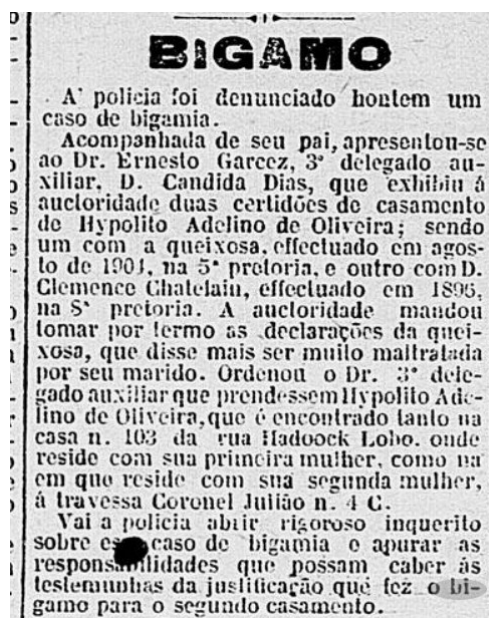 BIGAMO
A' policia foi denunciado hontem um
caso de bigamia.
Acompanhada de seu pai, apresentou-se
ao Dr. Ernesto Garcez, 3º delegado au-
xiliar, D. Candida Dias, que exhibiu á
auctoridade duas certidões de casamento
de Hypolito Adelino de Oliveira; sendo
um com a queixosa, effectuado em agos-
to de 1901, na 5ª pretoria, e outro com D.
Clemence Chatelain, effectuado em 1896,
na 8ª pretoria. A auctoridade mandou
tomar por termo as declarações da quei-
xosa, que disse mais ser muito maltratada
por seu marido. Ordenou o Dr. 3º dele-
gado auxiliar que prendessem Hypolito Ade-
lino de Oliveira, que é encontrado tanto na
casa n. 103 da rua Hadoock Lobo, onde
reside com sua primeira mulher, como na
em que reside com sua segunda mulher,
á travessa Coronel Julião n. 4 C.
Vai a policia abrir rigoroso inquerito
sobre caso de bigamia e apurar as
responsabilidades que possam caber ás
testemunhas da justificação que fez o bi-
gamo para o segundo casamento.